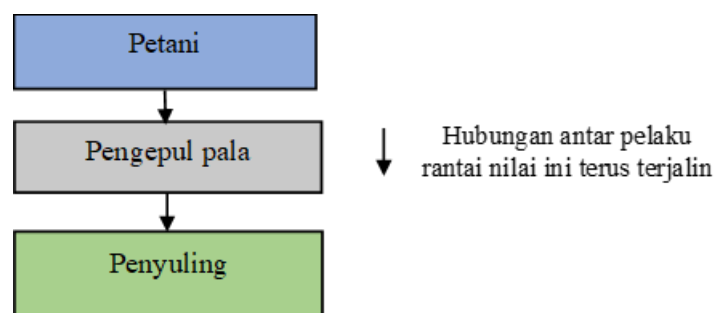 Petani
Pengepul pala
Hubungan antar pelaku
rantai nilai ini terus terjalin
Penyuling